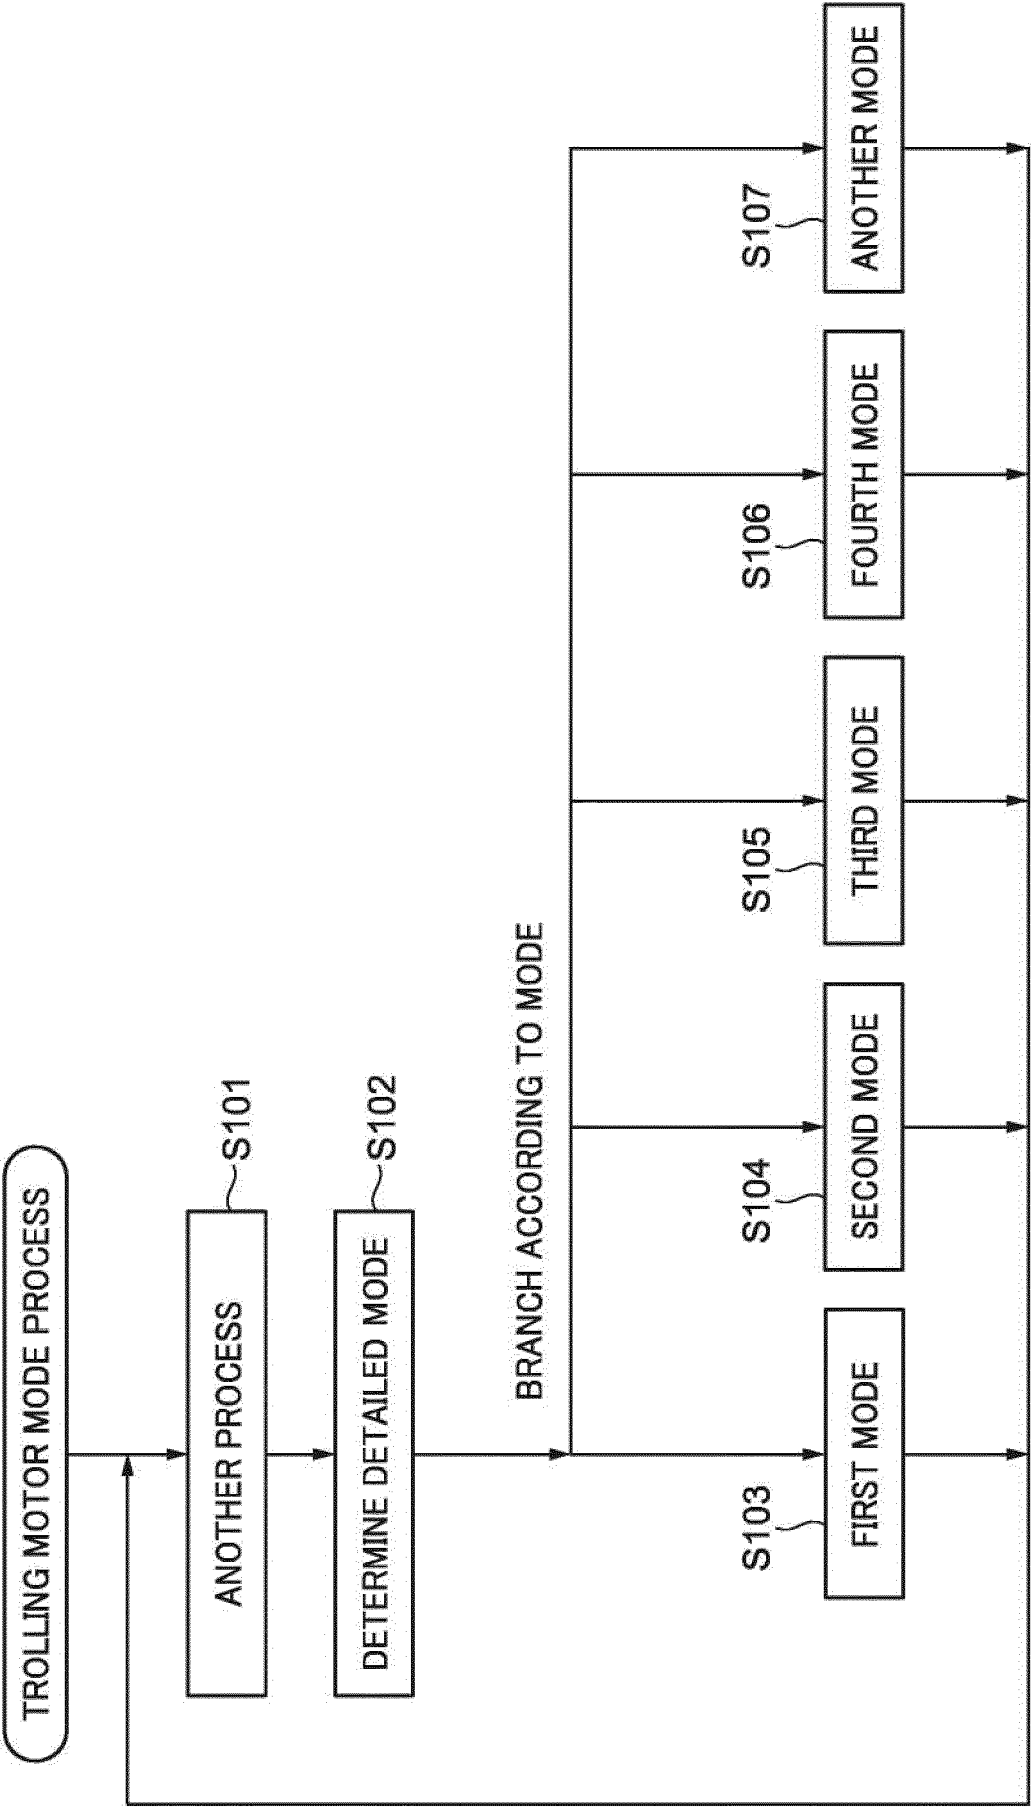 TROLLING MOTOR MODE PROCESS
S101
ANOTHER PROCESS
S102
DETERMINE DETAILED MODE
BRANCH ACCORDING TO MODE
S103
FIRST MODE
S104
SECOND MODE
S105
THIRD MODE
S106
FOURTH MODE
S107
ANOTHER MODE